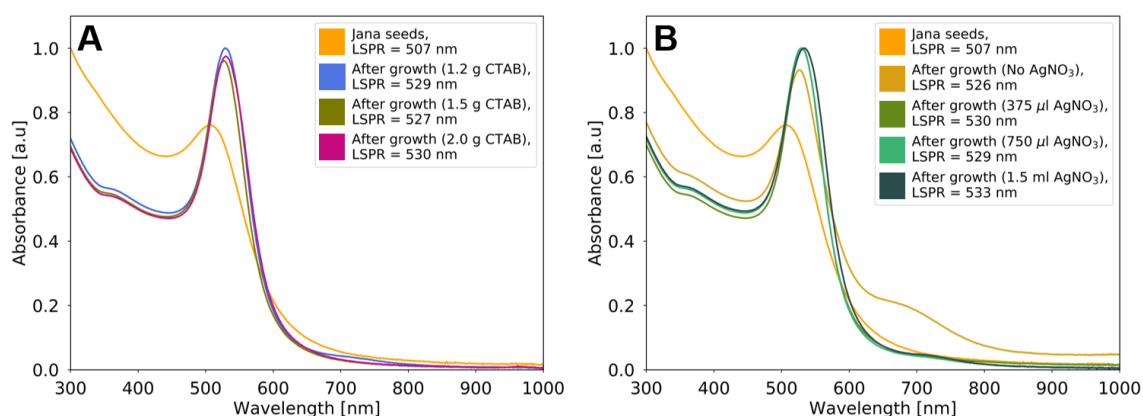 A
Jana seeds,
LSPR = 507 nm
After growth (1.2 g CTAB),
LSPR = 529 nm
After growth (1.5 g CTAB),
LSPR = 527 nm
After growth (2.0 g CTAB),
LSPR = 530 nm
1.0
0.8
0.6
0.4
0.2
0.0
Absorbance [a.u]
300 400 500 600 700 800 900 1000
Wavelength [nm]
B
Jana seeds,
LSPR = 507 nm
After growth (No AgNO₃),
LSPR = 526 nm
After growth (375 μl AgNO₃),
LSPR = 530 nm
After growth (750 μl AgNO₃),
LSPR = 529 nm
After growth (1.5 ml AgNO₃),
LSPR = 533 nm
1.0
0.8
0.6
0.4
0.2
0.0
Absorbance [a.u]
300 400 500 600 700 800 900 1000
Wavelength [nm]